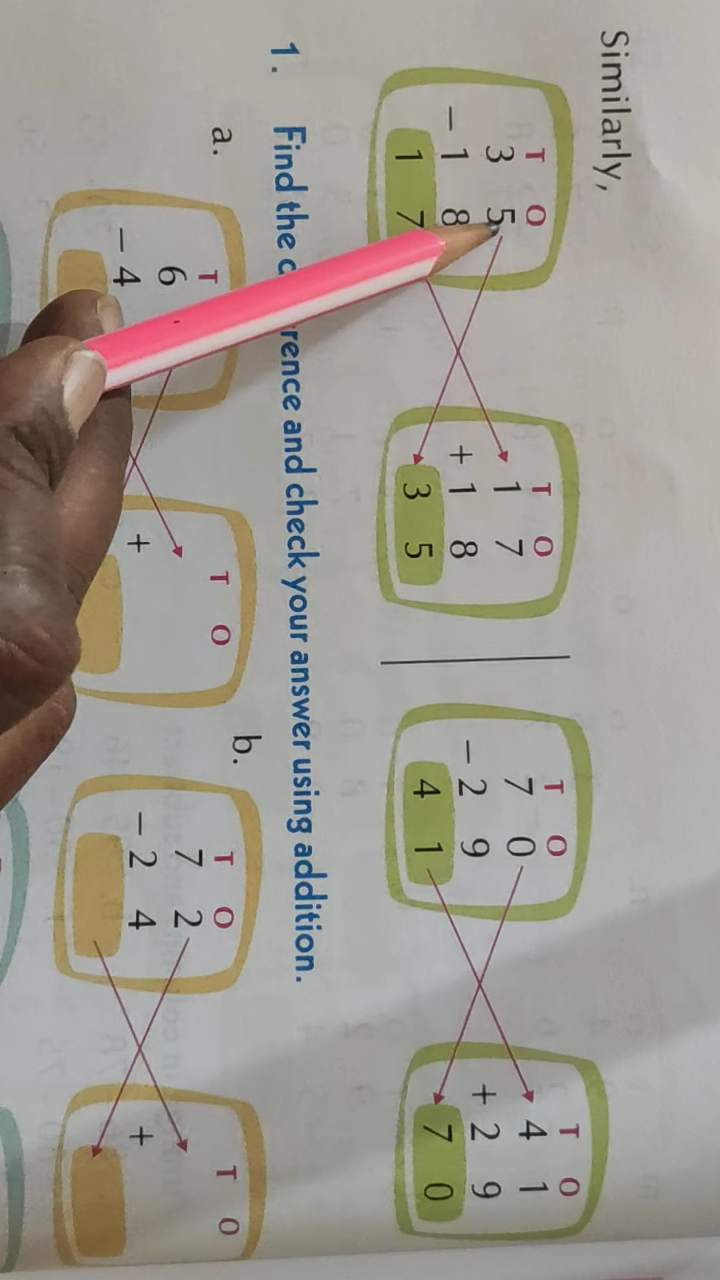 Similarly,
T O T O T O T O
3 5 1 7 7 0 4 1
– 1 8 + 1 8 – 2 9 + 2 9
1 7 3 5 4 1 7 0
1. Find the rence and check your answer using addition.
a. b.
T T O T O T O
6 7 2
– 4 + – 2 4 +